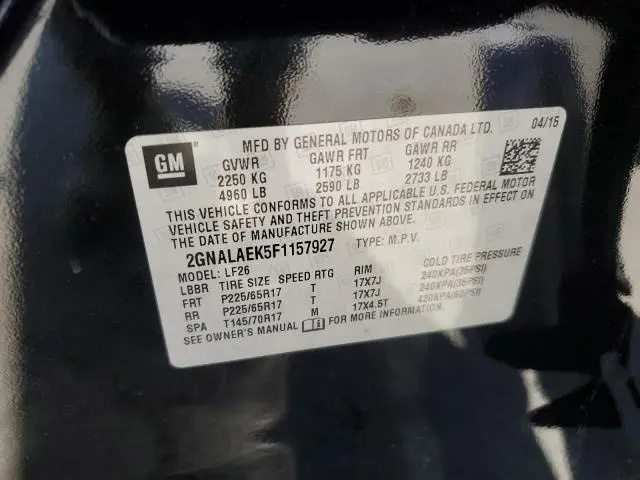 GM
MFD BY GENERAL MOTORS OF CANADA LTD. 04/15
GVWR GAWR FRT GAWR RR
2250 KG 1175 KG 1240 KG
4960 LB 2590 LB 2733 LB
THIS VEHICLE CONFORMS TO ALL APPLICABLE U.S. FEDERAL MOTOR
VEHICLE SAFETY AND THEFT PREVENTION STANDARDS IN EFFECT ON
THE DATE OF MANUFACTURE SHOWN ABOVE.
2GNALAEK5F1157927 TYPE: M.P.V.
MODEL: LF26
LBBR TIRE SIZE SPEED RTG RIM COLD TIRE PRESSURE
FRT P225/65R17 T 17X7J 240KPA(35PSI)
RR P225/65R17 T 17X7J 240KPA(35PSI)
SPA T145/70R17 M 17X4.5T 420KPA(60PSI)
SEE OWNER'S MANUAL FOR MORE INFORMATION.